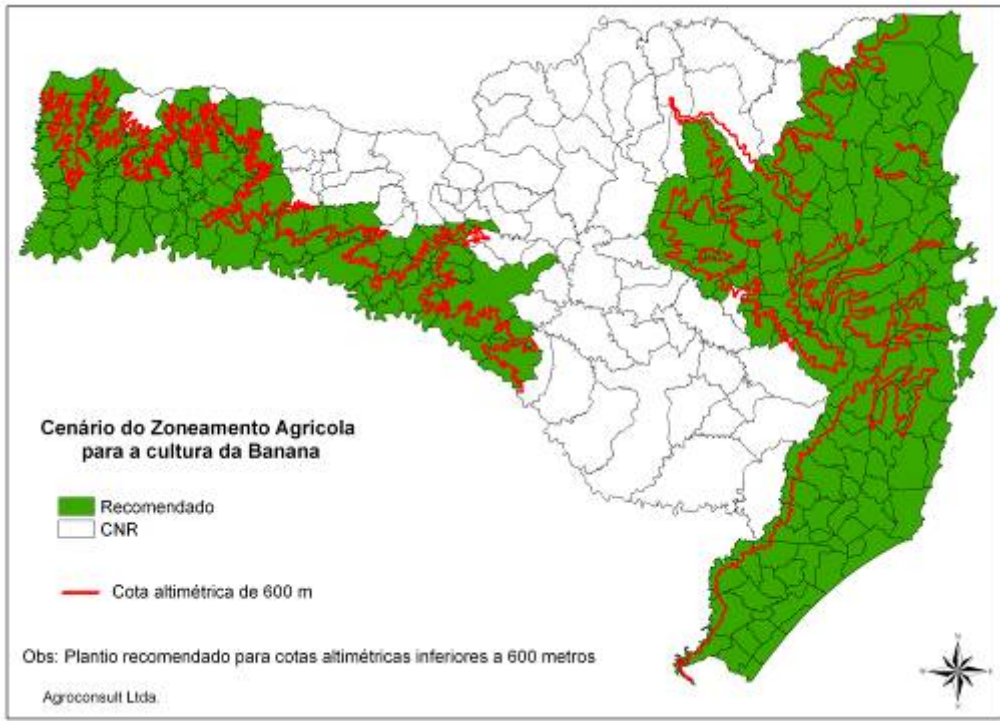 Cenário do Zoneamento Agrícola
para a cultura da Banana
Recomendado
CNR
Cota altimétrica de 600 m
Obs: Plantio recomendado para cotas altimétricas inferiores a 600 metros
Agroconsult Ltda.